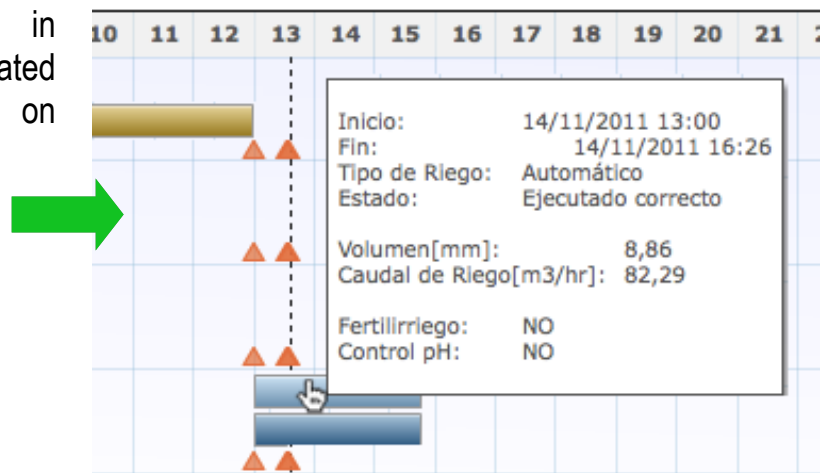 in
ated
on
10 11 12 13 14 15 16 17 18 19 20 21
Inicio: 14/11/2011 13:00
Fin: 14/11/2011 16:26
Tipo de Riego: Automático
Estado: Ejecutado correcto
Volumen[mm]: 8,86
Caudal de Riego[m3/hr]: 82,29
Fertilirriego: NO
Control pH: NO